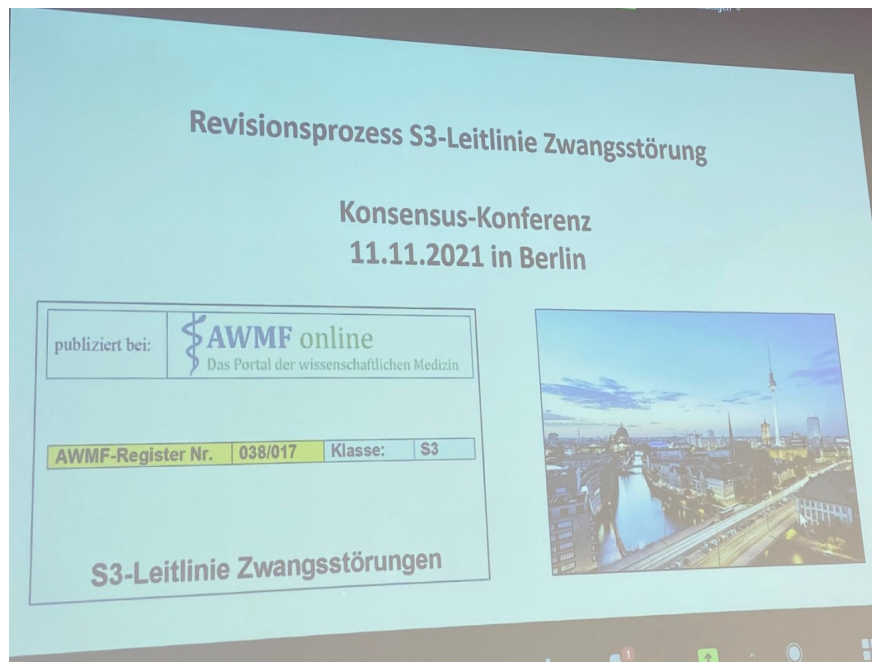 Revisionsprozess S3-Leitlinie Zwangsstörung
Konsensus-Konferenz
11.11.2021 in Berlin
publiziert bei:
AWMF online
Das Portal der wissenschaftlichen Medizin
AWMF-Register Nr. 038/017 Klasse: S3
S3-Leitlinie Zwangsstörungen
1